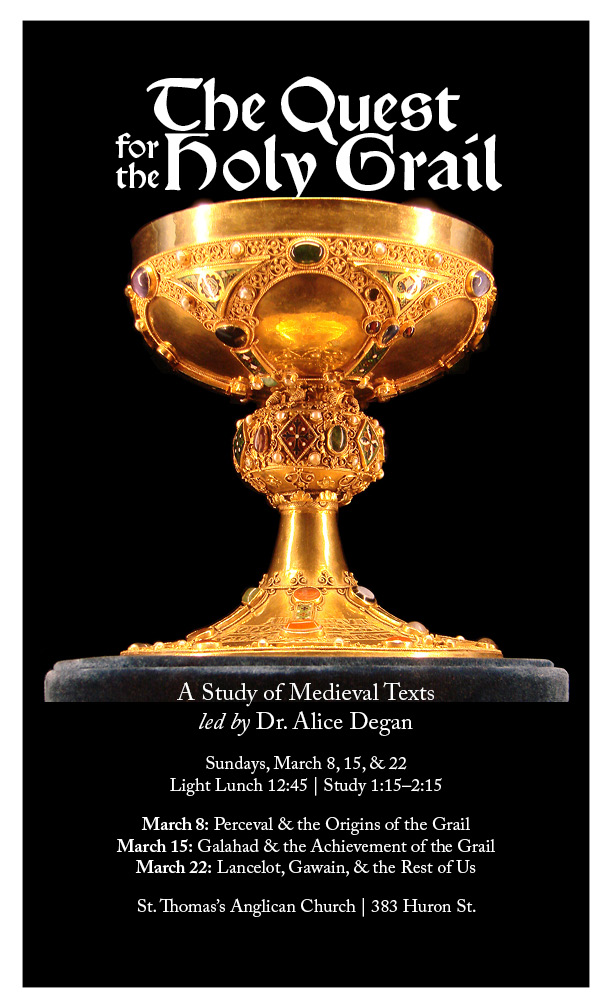 The Quest
for the Holy Grail
A Study of Medieval Texts
led by Dr. Alice Degan
Sundays, March 8, 15, & 22
Light Lunch 12:45 | Study 1:15–2:15
March 8: Perceval & the Origins of the Grail
March 15: Galahad & the Achievement of the Grail
March 22: Lancelot, Gawain, & the Rest of Us
St. Thomas's Anglican Church | 383 Huron St.